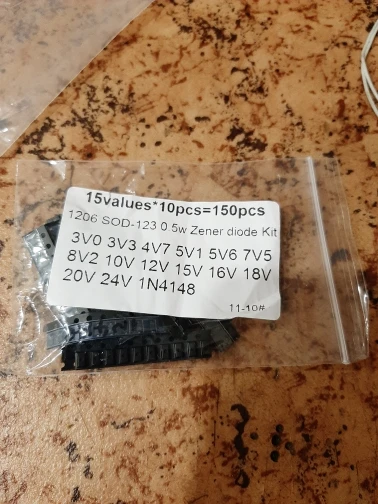 15values*10pcs=150pcs
1206 SOD-123 0.5w Zener diode Kit
3V0 3V3 4V7 5V1 5V6 7V5
8V2 10V 12V 15V 16V 18V
20V 24V 1N4148
11-10#